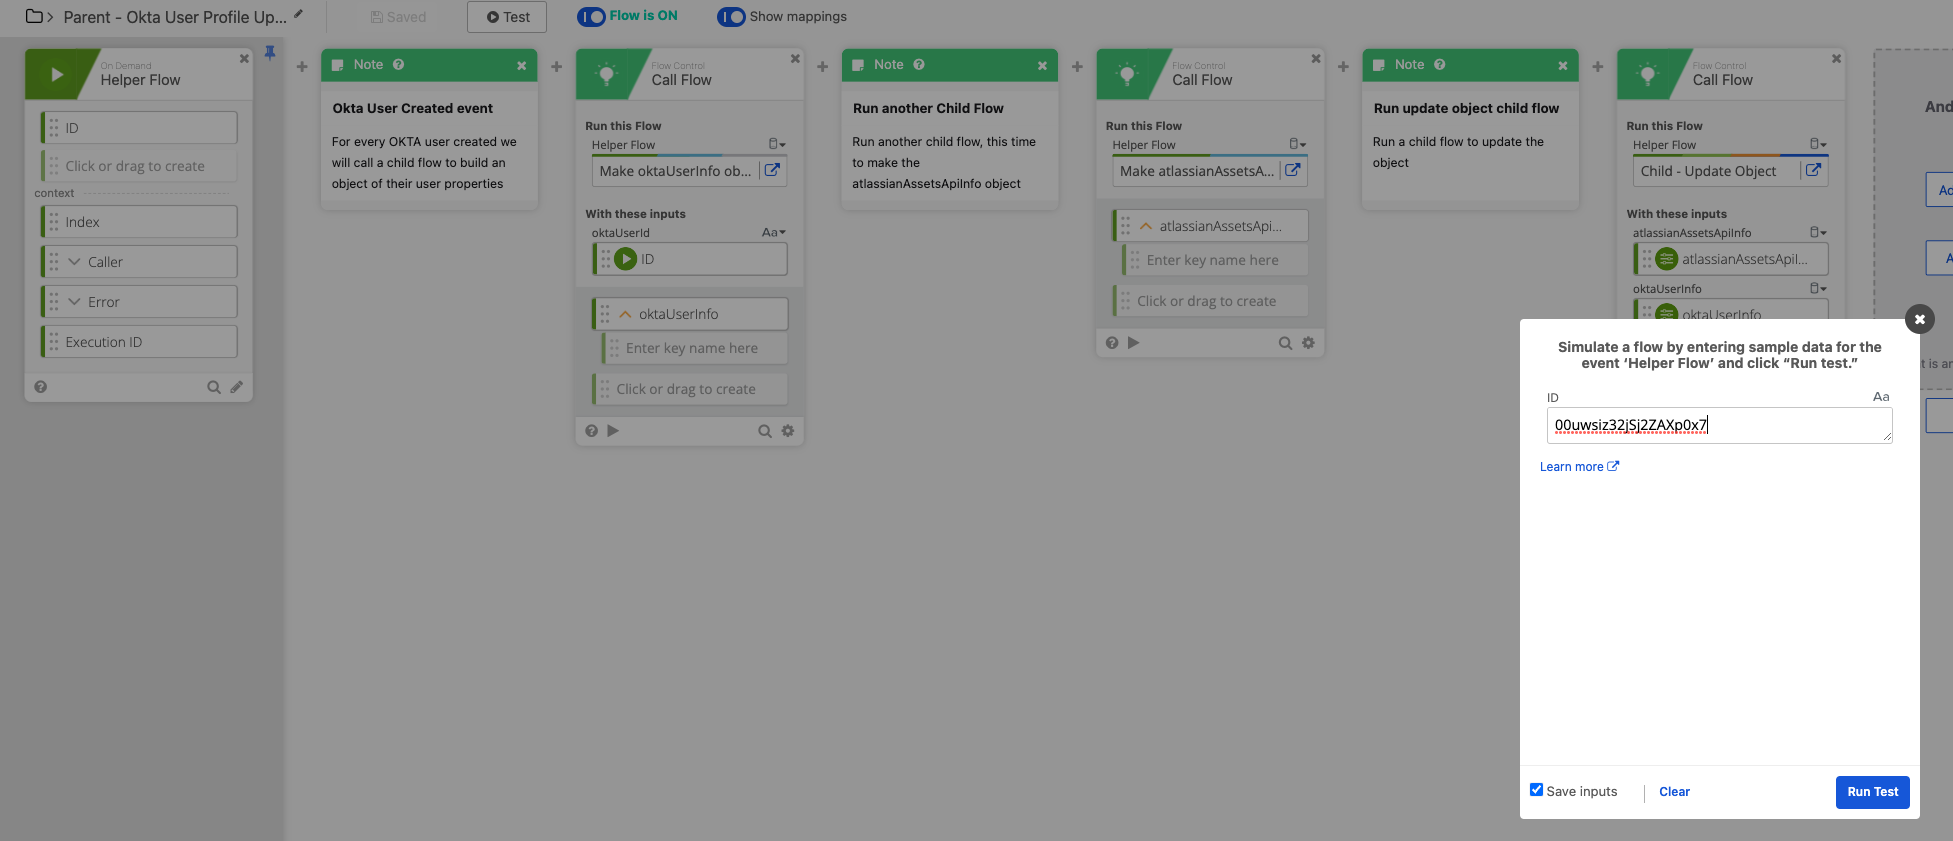 Parent - Okta User Profile Up...
Saved
Test
Flow is ON
Show mappings
On Demand
Helper Flow
ID
Click or drag to create
context
Index
Caller
Error
Execution ID
Note
Okta User Created event
For every OKTA user created we
will call a child flow to build an
object of their user properties
Flow Control
Call Flow
Run this Flow
Helper Flow
Make oktaUserInfo ob...
With these inputs
oktaUserId
Aa
ID
oktaUserInfo
Enter key name here
Click or drag to create
Note
Run another Child Flow
Run another child flow, this time
to make the
atlassianAssetsApiInfo object
Flow Control
Call Flow
Run this Flow
Helper Flow
Make atlassianAssetsA...
atlassianAssetsApi...
Enter key name here
Click or drag to create
Note
Run update object child flow
Run a child flow to update the
object
Flow Control
Call Flow
Run this Flow
Helper Flow
Child - Update Object
With these inputs
atlassianAssetsApiInfo
atlassianAssetsApiI...
oktaUserInfo
oktaUserInfo
And
Ad
A
t is an
Simulate a flow by entering sample data for the
event ‘Helper Flow’ and click “Run test.”
ID
Aa
00uwsiz32jSj2ZAXp0x7
Learn more
Save inputs
Clear
Run Test